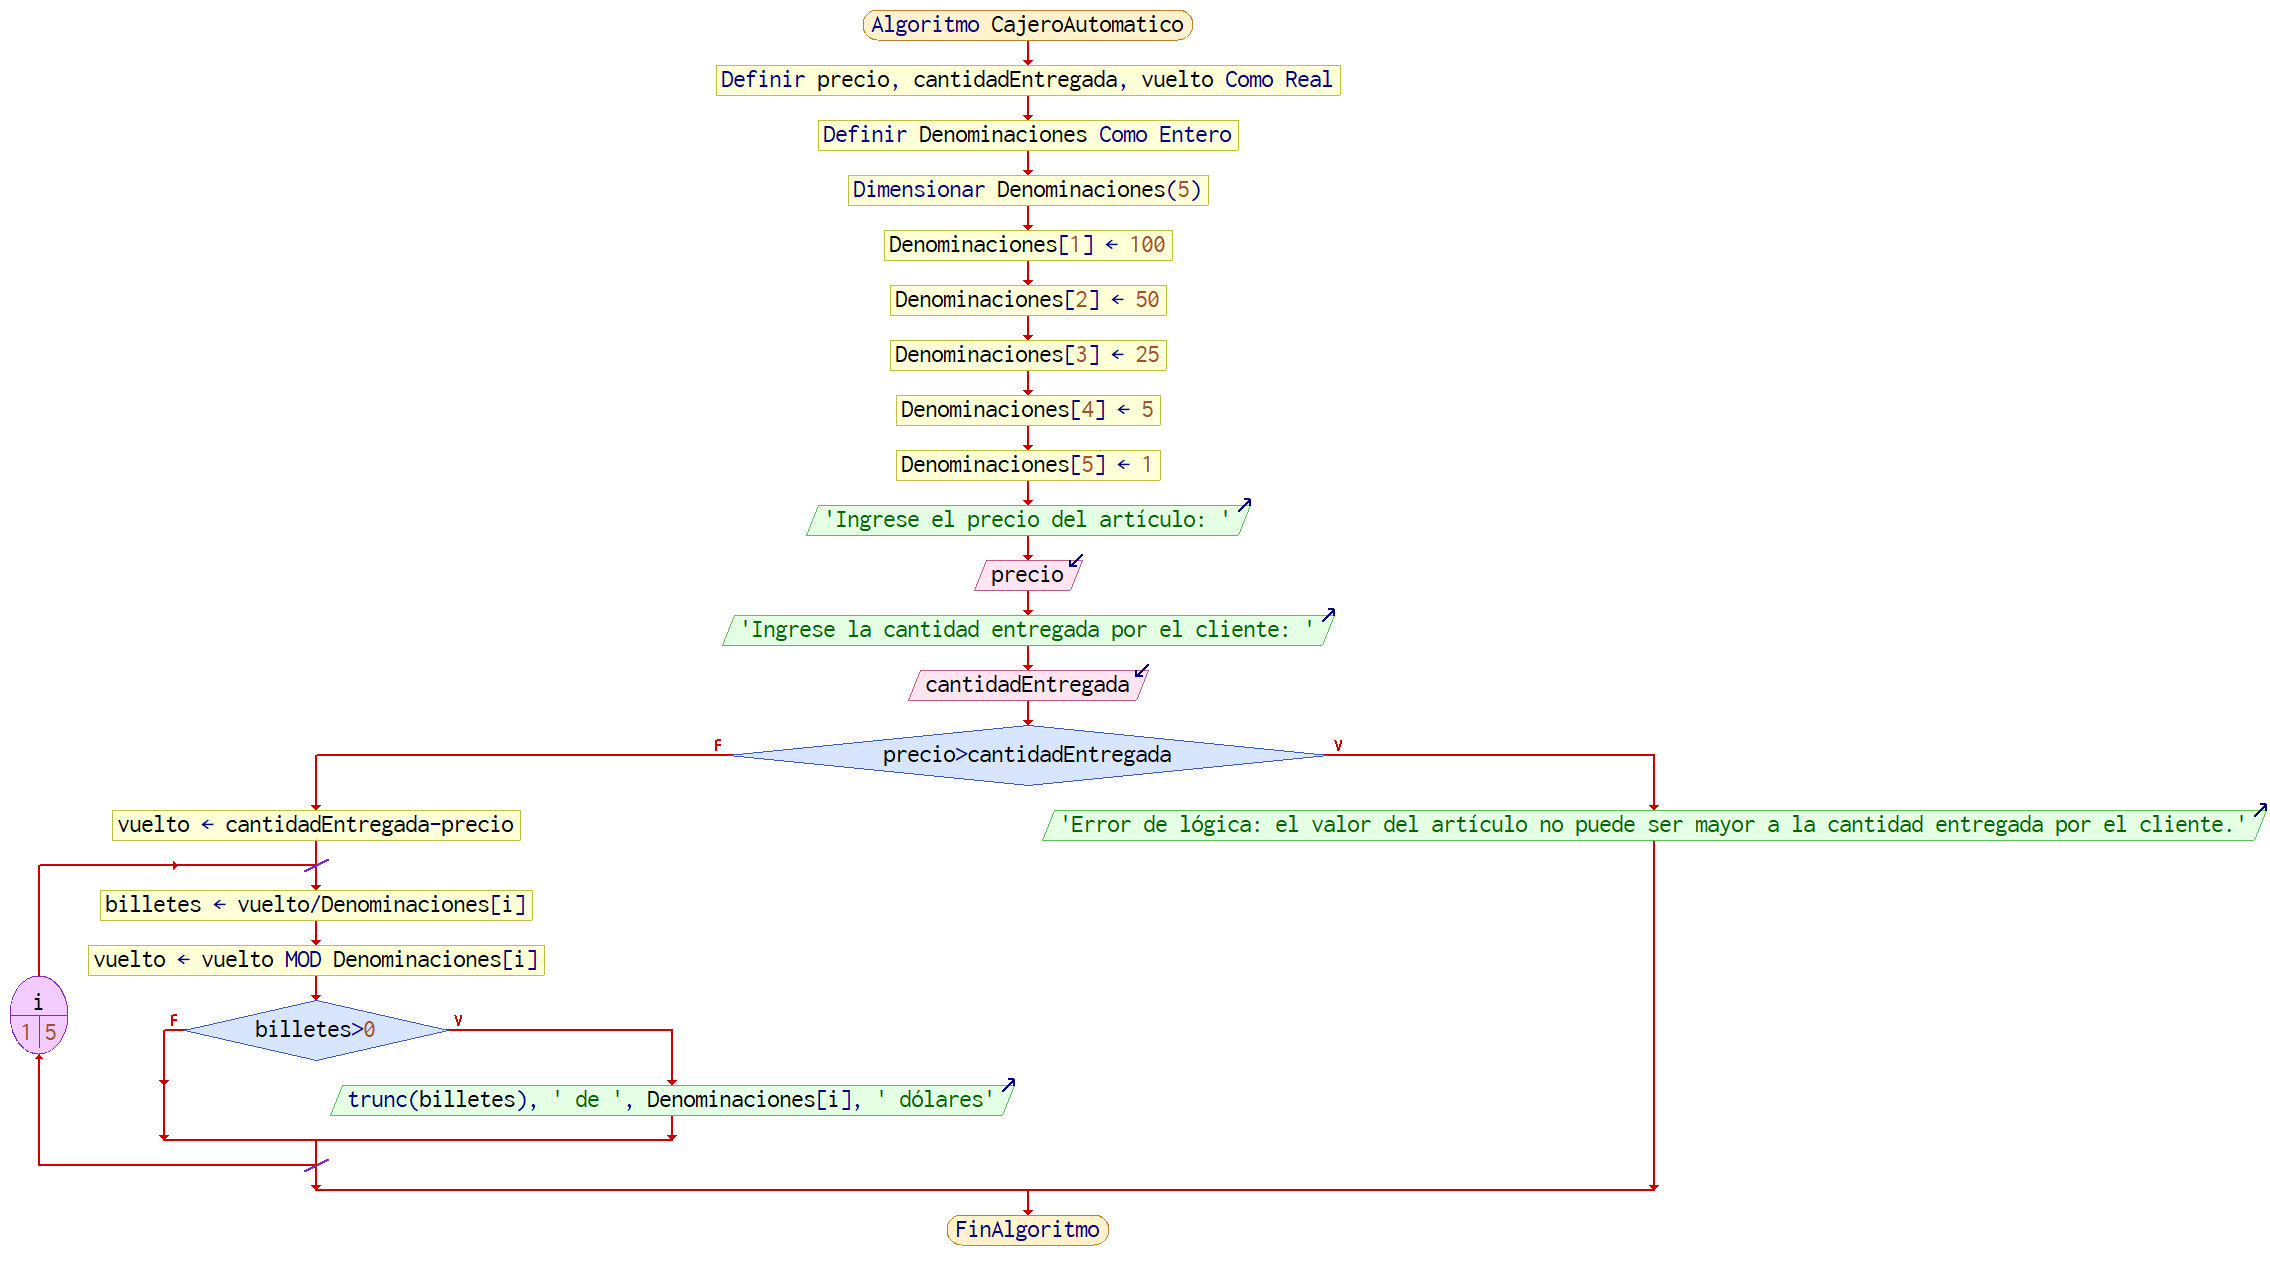 Algoritmo CajeroAutomatico
Definir precio, cantidadEntregada, vuelto Como Real
Definir Denominaciones Como Entero
Dimensionar Denominaciones(5)
Denominaciones[1] ← 100
Denominaciones[2] ← 50
Denominaciones[3] ← 25
Denominaciones[4] ← 5
Denominaciones[5] ← 1
'Ingrese el precio del artículo: '
precio
'Ingrese la cantidad entregada por el cliente: '
cantidadEntregada
F
precio>cantidadEntregada
V
vuelto ← cantidadEntregada-precio
'Error de lógica: el valor del artículo no puede ser mayor a la cantidad entregada por el cliente.'
billetes ← vuelto/Denominaciones[i]
vuelto ← vuelto MOD Denominaciones[i]
i
1 5
F
billetes>0
V
trunc(billetes), ' de ', Denominaciones[i], ' dólares'
FinAlgoritmo